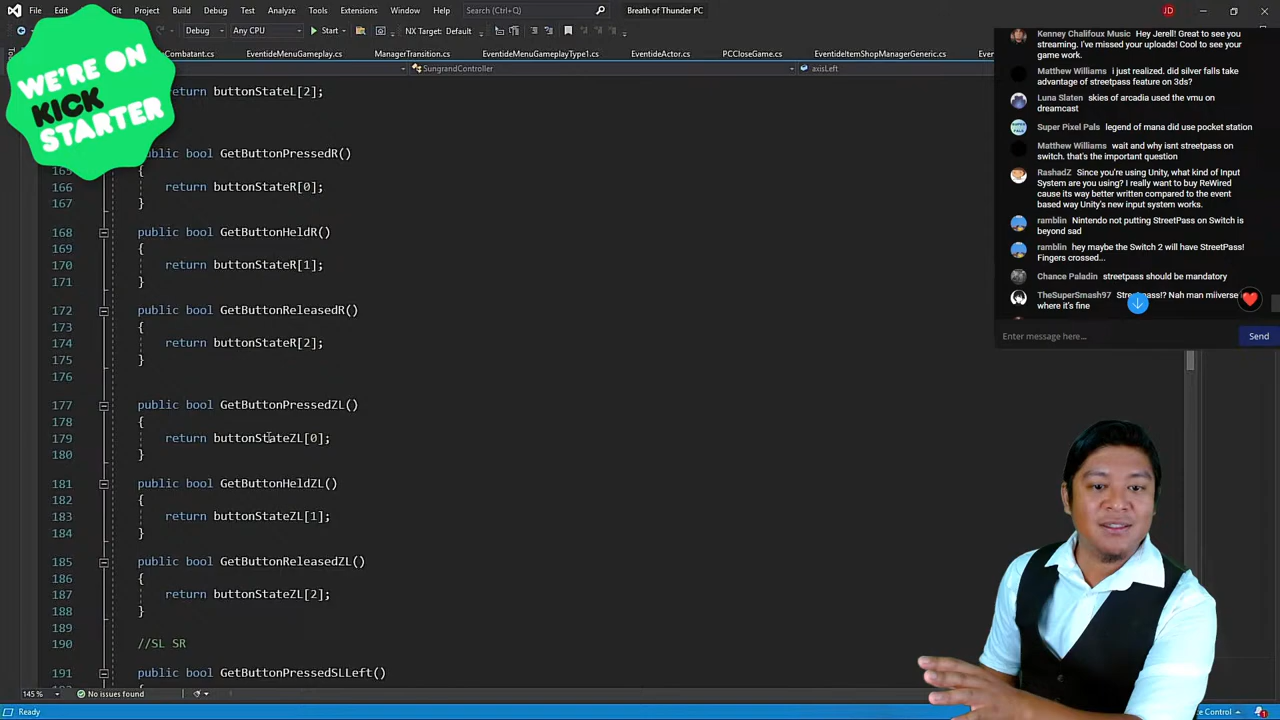 File Edit Git Project Build Debug Test Analyze Tools Extensions Window Help Search (Ctrl+Q) Breath of Thunder PC JD
Debug Any CPU Start NX Target: Default
Combatant.cs EventideMenuGameplay.cs ManagerTransition.cs EventideMenuGameplayType1.cs EventideActor.cs PCCloseGame.cs EventideItemShopManagerGeneric.cs
SungrandController axisLeft
WE'RE ON
KICK
STARTER
return buttonStateL[2];
public bool GetButtonPressedR()
165
166 return buttonStateR[0];
167 }
168 public bool GetButtonHeldR()
169 {
170 return buttonStateR[1];
171 }
172 public bool GetButtonReleasedR()
173 {
174 return buttonStateR[2];
175 }
176
177 public bool GetButtonPressedZL()
178 {
179 return buttonStateZL[0];
180 }
181 public bool GetButtonHeldZL()
182 {
183 return buttonStateZL[1];
184 }
185 public bool GetButtonReleasedZL()
186 {
187 return buttonStateZL[2];
188 }
189
190 //SL SR
191 public bool GetButtonPressedSLLeft()
145 % No issues found
Ready
Kenney Chalifoux Music Hey Jerell! Great to see you
streaming. I've missed your uploads! Cool to see your
game work.
Matthew Williams i just realized. did silver falls take
advantage of streetpass feature on 3ds?
Luna Slaten skies of arcadia used the vmu on
dreamcast
Super Pixel Pals legend of mana did use pocket station
Matthew Williams wait and why isnt streetpass on
switch. that's the important question
RashadZ Since you're using Unity, what kind of Input
System are you using? I really want to buy ReWired
cause its way better written compared to the event
based way Unity's new input system works.
ramblin Nintendo not putting StreetPass on Switch is
beyond sad
ramblin hey maybe the Switch 2 will have StreetPass!
Fingers crossed...
Chance Paladin streetpass should be mandatory
TheSuperSmash97 Streetpass!? Nah man miiverse
where it's fine
Enter message here... Send